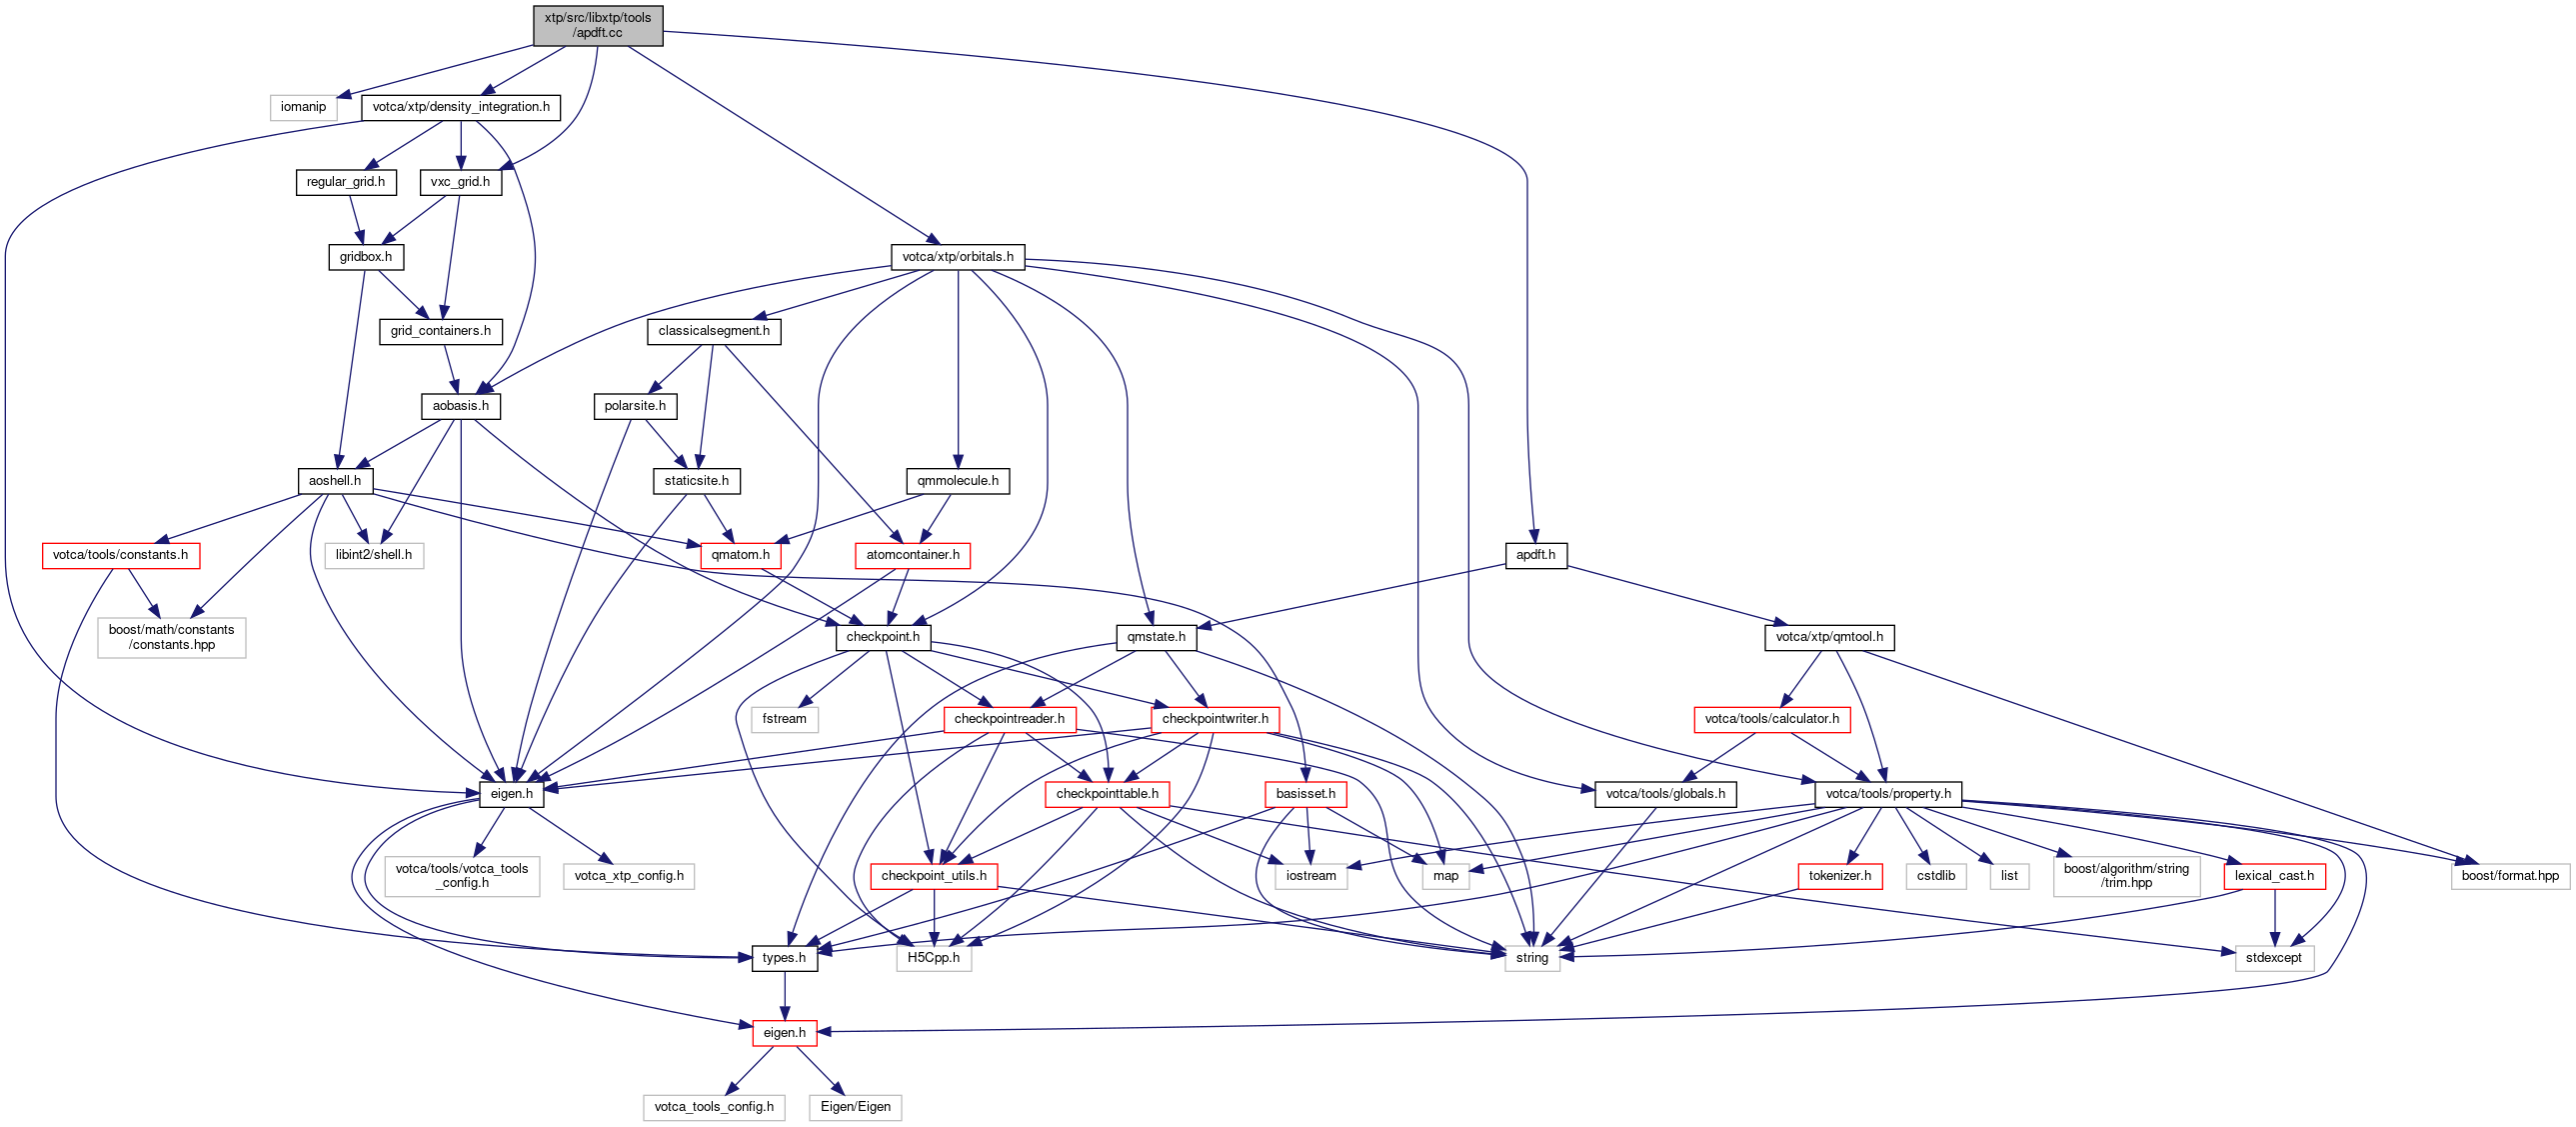 xtp/src/libxtp/tools
/apdft.cc
iomanip
votca/xtp/density_integration.h
regular_grid.h
vxc_grid.h
gridbox.h
votca/xtp/orbitals.h
grid_containers.h
classicalsegment.h
aobasis.h
polarsite.h
aoshell.h
staticsite.h
qmmolecule.h
votca/tools/constants.h
libint2/shell.h
qmatom.h
atomcontainer.h
apdft.h
boost/math/constants
/constants.hpp
checkpoint.h
qmstate.h
votca/xtp/qmtool.h
fstream
checkpointreader.h
checkpointwriter.h
votca/tools/calculator.h
eigen.h
checkpointtable.h
basisset.h
votca/tools/globals.h
votca/tools/property.h
votca/tools/votca_tools
_config.h
votca_xtp_config.h
checkpoint_utils.h
iostream
map
tokenizer.h
cstdlib
list
boost/algorithm/string
/trim.hpp
lexical_cast.h
boost/format.hpp
types.h
H5Cpp.h
string
stdexcept
eigen.h
votca_tools_config.h
Eigen/Eigen